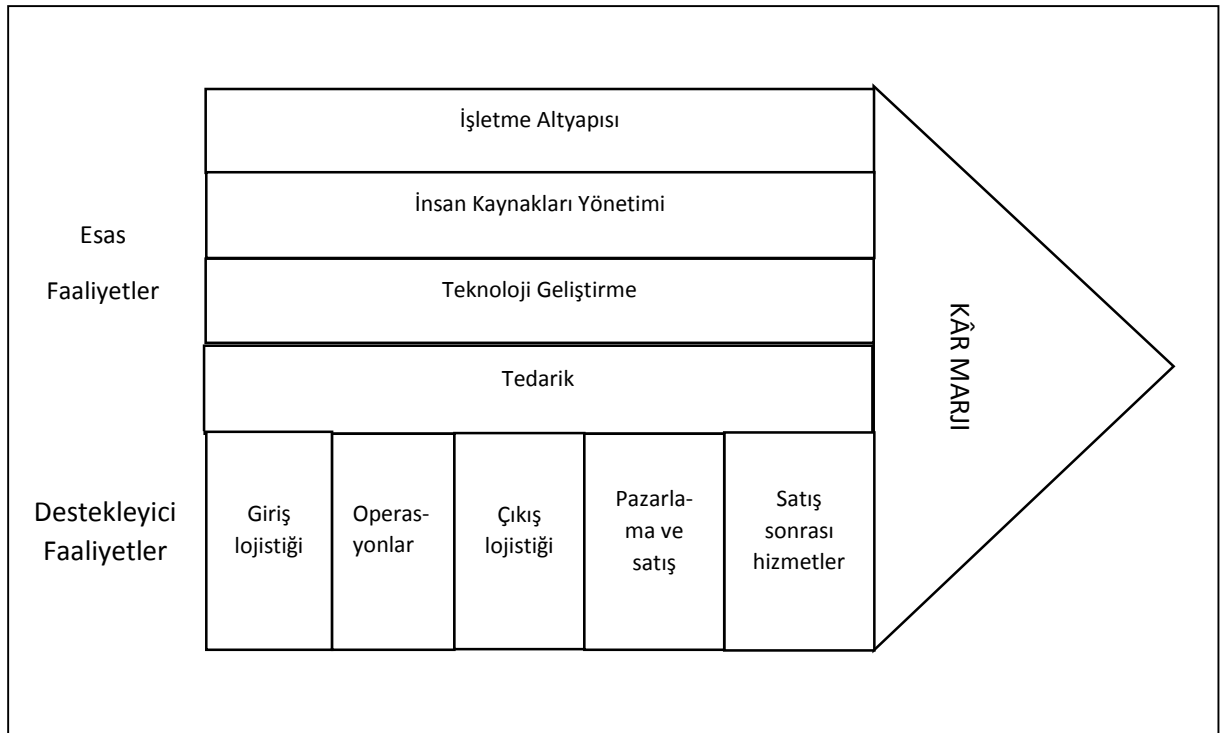 İşletme Altyapısı
İnsan Kaynakları Yönetimi
Esas
Faaliyetler
Teknoloji Geliştirme
Tedarik
KÂR MARJI
Destekleyici
Faaliyetler
Giriş
lojistiği
Operas-
yonlar
Çıkış
lojistiği
Pazarla-
ma ve
satış
Satış
sonrası
hizmetler